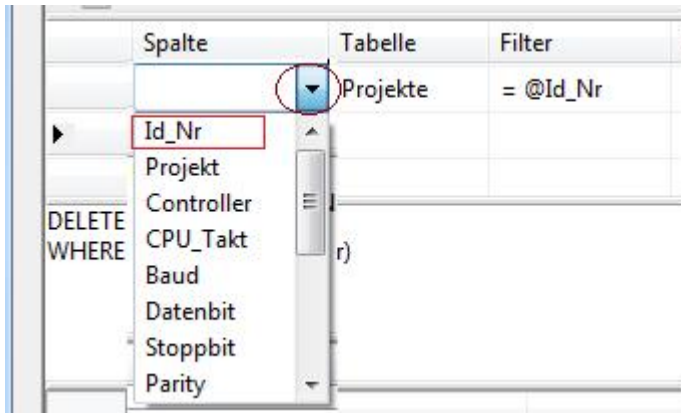 Spalte Tabelle Filter
Projekte = @Id_Nr
Id_Nr
Projekt
Controller
CPU_Takt
Baud
Datenbit
Stoppbit
Parity
DELETE
WHERE r)